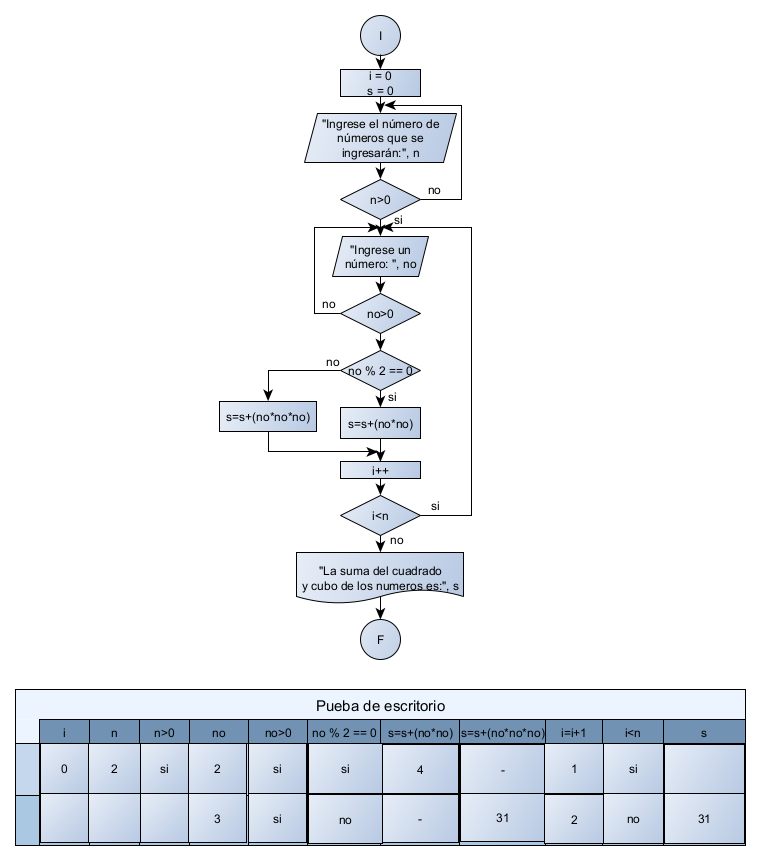 I
i = 0
s = 0
"Ingrese el número de
números que se
ingresarán:", n
n>0
no
si
"Ingrese un
número: ", no
no
no>0
no
no % 2 == 0
si
s=s+(no*no*no)
s=s+(no*no)
i++
i<n
si
no
"La suma del cuadrado
y cubo de los numeros es:", s
F
Pueba de escritorio
i n n>0 no no>0 no % 2 == 0 s=s+(no*no) s=s+(no*no*no) i=i+1 i<n s
0 2 si 2 si si 4 - 1 si
3 si no - 31 2 no 31